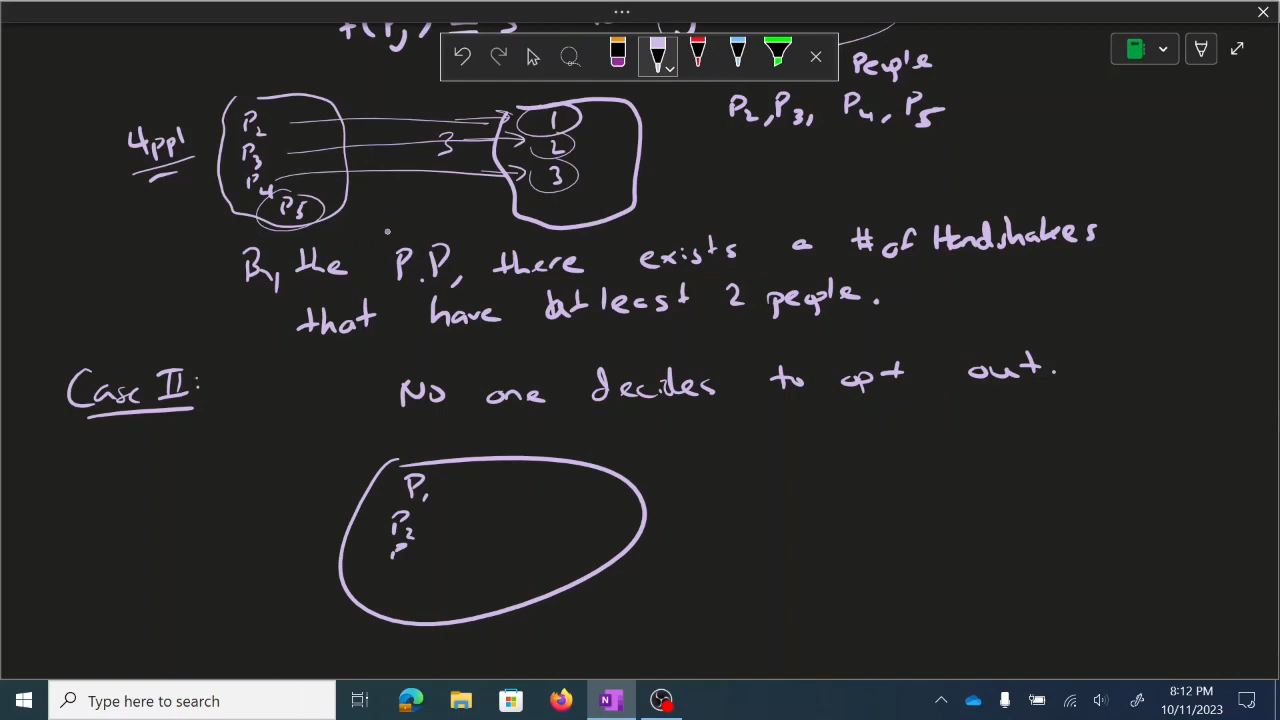 People
P2, P3, P4, P5
4ppl
P2
P3
P4
P5
3
1
2
3
By the P.P, there exists a # of Handshakes
that have at least 2 people.
Case II: No one decides to opt out.
P1
P2
Type here to search
8:12 PM
10/11/2023